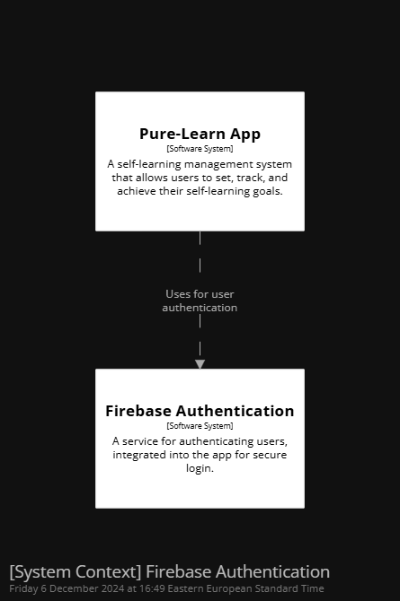 Pure-Learn App
[Software System]
A self-learning management system
that allows users to set, track, and
achieve their self-learning goals.
Uses for user
authentication
Firebase Authentication
[Software System]
A service for authenticating users,
integrated into the app for secure
login.
[System Context] Firebase Authentication
Friday 6 December 2024 at 16:49 Eastern European Standard Time